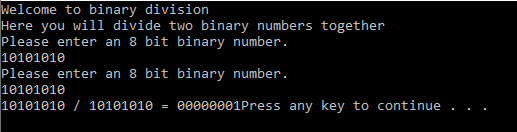 Welcome to binary division
Here you will divide two binary numbers together
Please enter an 8 bit binary number.
10101010
Please enter an 8 bit binary number.
10101010
10101010 / 10101010 = 00000001Press any key to continue . . .